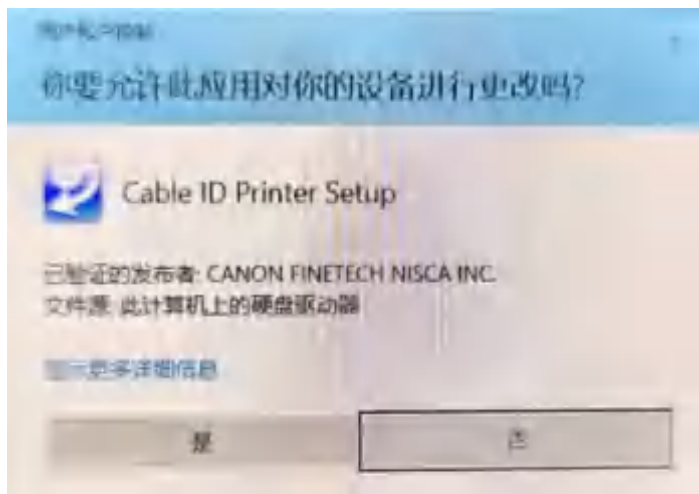 用户帐户控制
你要允许此应用对你的设备进行更改吗?
Cable ID Printer Setup
已验证的发布者: CANON FINETECH NISCA INC.
文件源: 此计算机上的硬盘驱动器
显示更多详细信息
是
否